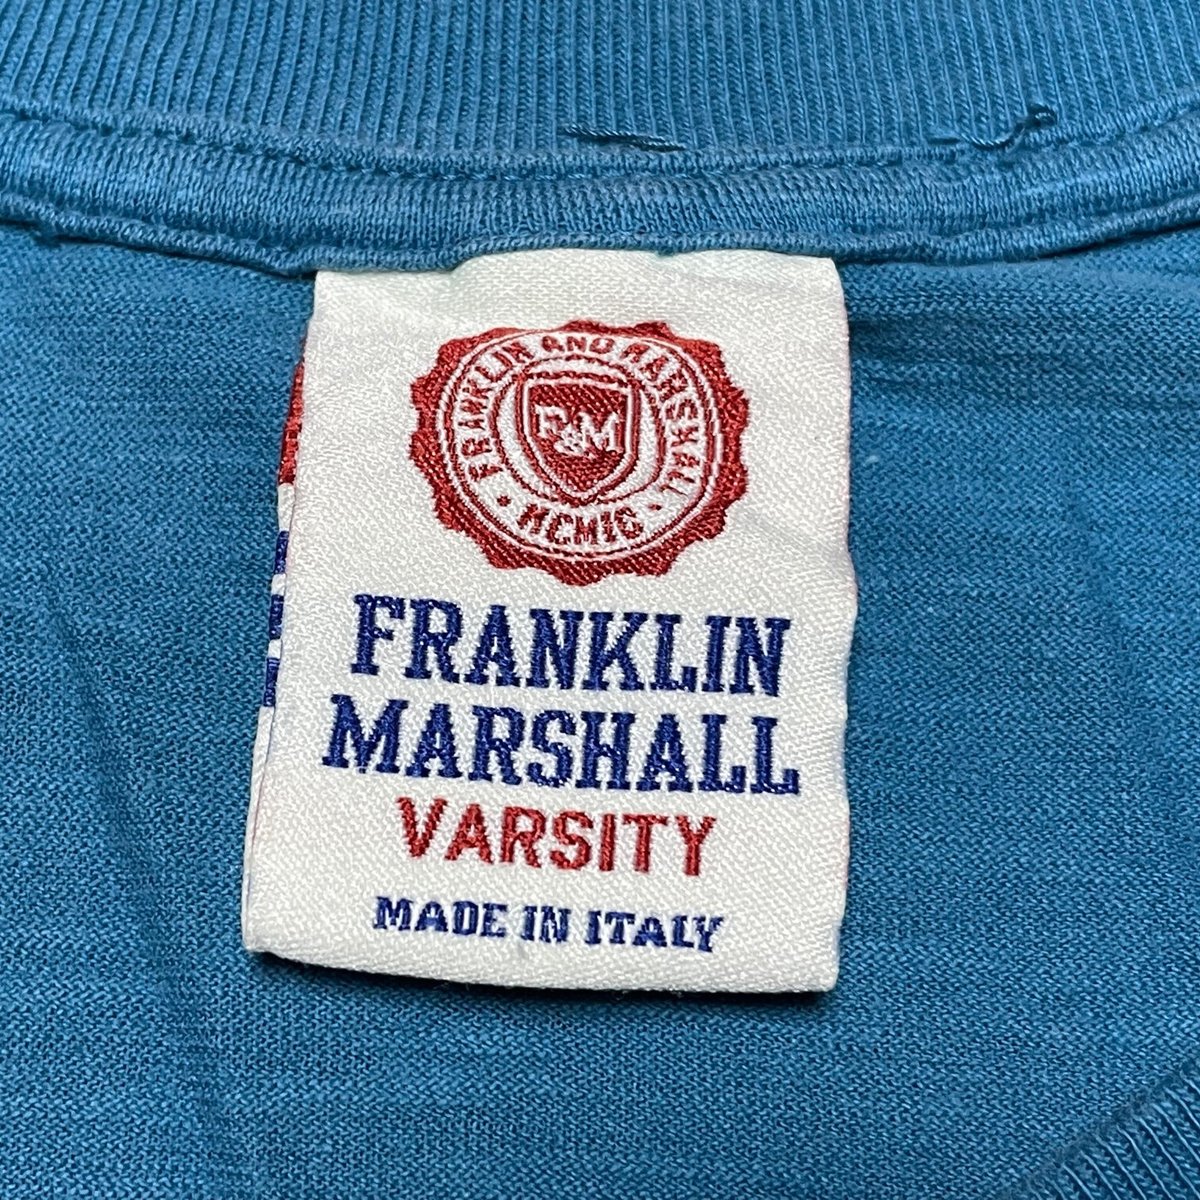 FRANKLIN AND MARSHALL
F&M
MCMIC
FRANKLIN
MARSHALL
VARSITY
MADE IN ITALY